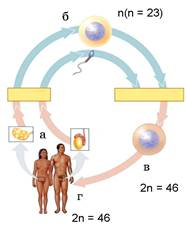 б
n(n = 23)
а
в
2n = 46
г
2n = 46